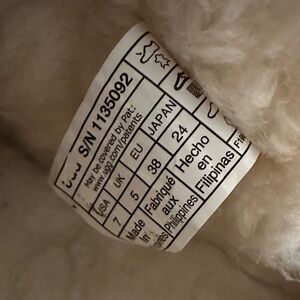 S/N 1135092
May be covered by Pat:
www.ugg.com/patents
USA UK EU JAPAN
7 5 38 24
Made In Fabriqué aux Hecho en
Philippines Filipinas